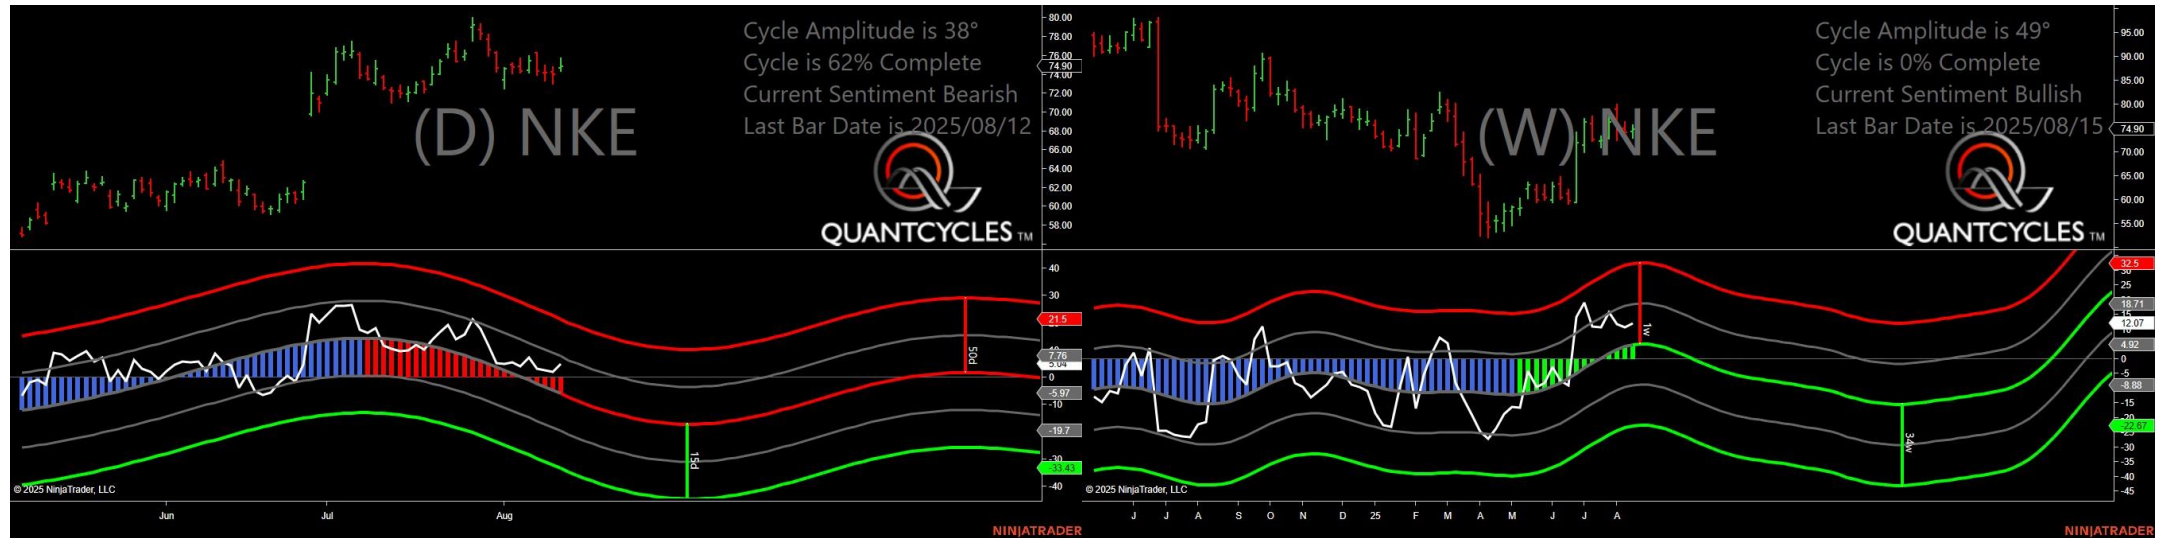 Cycle Amplitude is 38°
Cycle is 62% Complete
Current Sentiment Bearish
Last Bar Date is 2025/08/12
(D) NKE
QUANTCYCLES TM
80.00
78.00
76.00
74.90
74.00
72.00
70.00
68.00
66.00
64.00
62.00
60.00
58.00
40
30
21.5
7.76
5.04
0
-5.97
-10
-19.7
-30
-33.43
-40
50d
15d
© 2025 NinjaTrader, LLC
Jun
Jul
Aug
NINJATRADER
Cycle Amplitude is 49°
Cycle is 0% Complete
Current Sentiment Bullish
Last Bar Date is 2025/08/15
(W) NKE
QUANTCYCLES TM
95.00
90.00
85.00
80.00
74.90
70.00
65.00
60.00
55.00
32.5
30
25
18.71
15
12.07
4.92
0
-5
-8.88
-15
-20
-22.67
-30
-35
-40
-45
1w
34w
© 2025 NinjaTrader, LLC
J J A S O N D 25 F M A M J J A
NINJATRADER